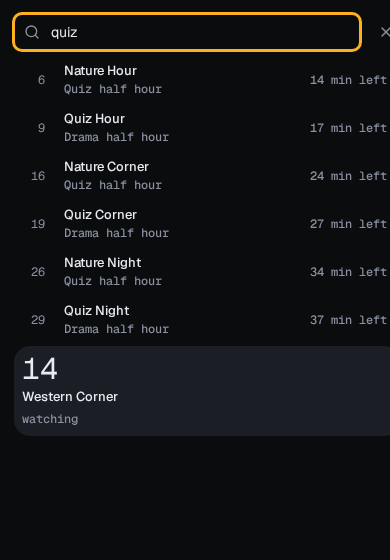 quiz
6
Nature Hour
Quiz half hour
14 min left
9
Quiz Hour
Drama half hour
17 min left
16
Nature Corner
Quiz half hour
24 min left
19
Quiz Corner
Drama half hour
27 min left
26
Nature Night
Quiz half hour
34 min left
29
Quiz Night
Drama half hour
37 min left
14
Western Corner
watching